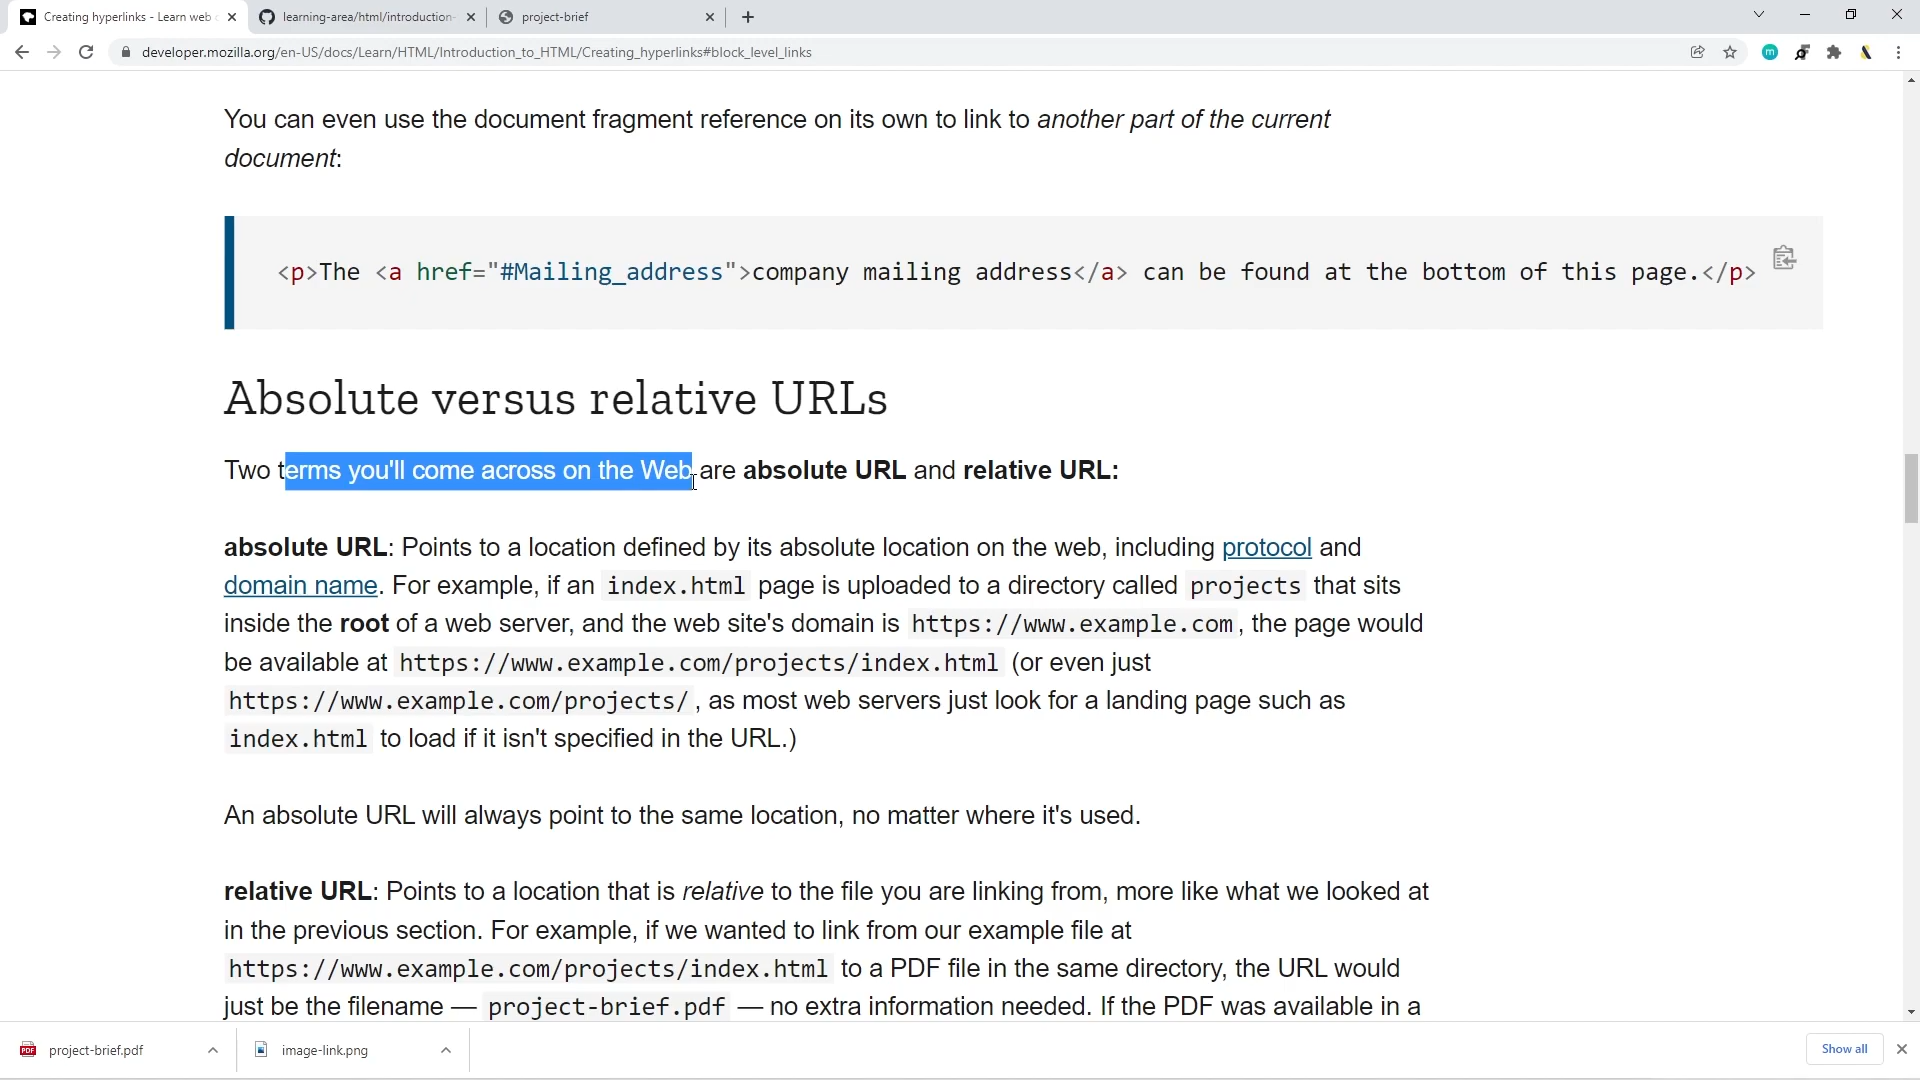 Creating hyperlinks - Learn web
learning-area/html/introduction-
project-brief
developer.mozilla.org/en-US/docs/Learn/HTML/Introduction_to_HTML/Creating_hyperlinks#block_level_links
m
You can even use the document fragment reference on its own to link to another part of the current
document:
<p>The <a href="#Mailing_address">company mailing address</a> can be found at the bottom of this page.</p>
Absolute versus relative URLs
Two terms you'll come across on the Web are absolute URL and relative URL:
absolute URL: Points to a location defined by its absolute location on the web, including protocol and
domain name. For example, if an index.html page is uploaded to a directory called projects that sits
inside the root of a web server, and the web site's domain is https://www.example.com, the page would
be available at https://www.example.com/projects/index.html (or even just
https://www.example.com/projects/, as most web servers just look for a landing page such as
index.html to load if it isn't specified in the URL.)
An absolute URL will always point to the same location, no matter where it's used.
relative URL: Points to a location that is relative to the file you are linking from, more like what we looked at
in the previous section. For example, if we wanted to link from our example file at
https://www.example.com/projects/index.html to a PDF file in the same directory, the URL would
just be the filename — project-brief.pdf — no extra information needed. If the PDF was available in a
PDF project-brief.pdf
image-link.png
Show all